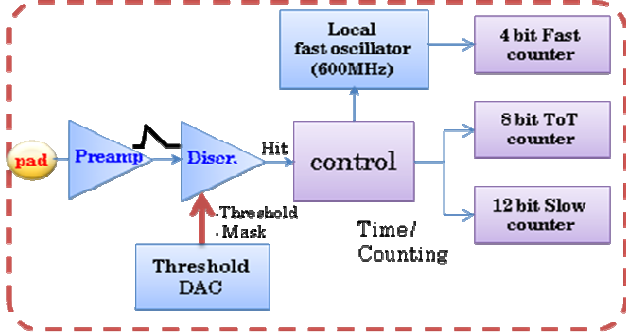 Local
fast oscillator
(600MHz)
4 bit Fast
counter
pad
Preamp
Discr.
Hit
control
8 bit ToT
counter
12 bit Slow
counter
Threshold
Mask
Time/
Counting
Threshold
DAC